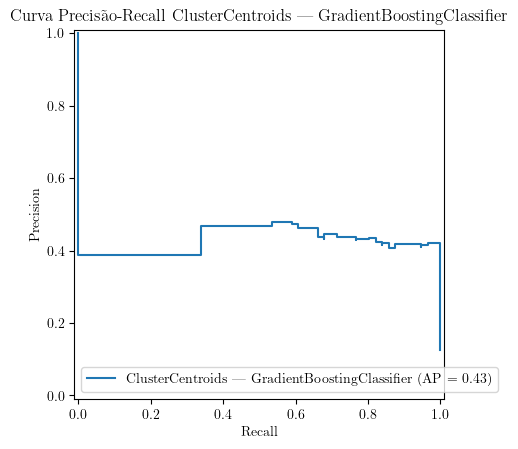 Curva Precisão-Recall ClusterCentroids — GradientBoostingClassifier
1.0
0.8
0.6
0.4
0.2
0.0
Precision
ClusterCentroids — GradientBoostingClassifier (AP = 0.43)
0.0 0.2 0.4 0.6 0.8 1.0
Recall